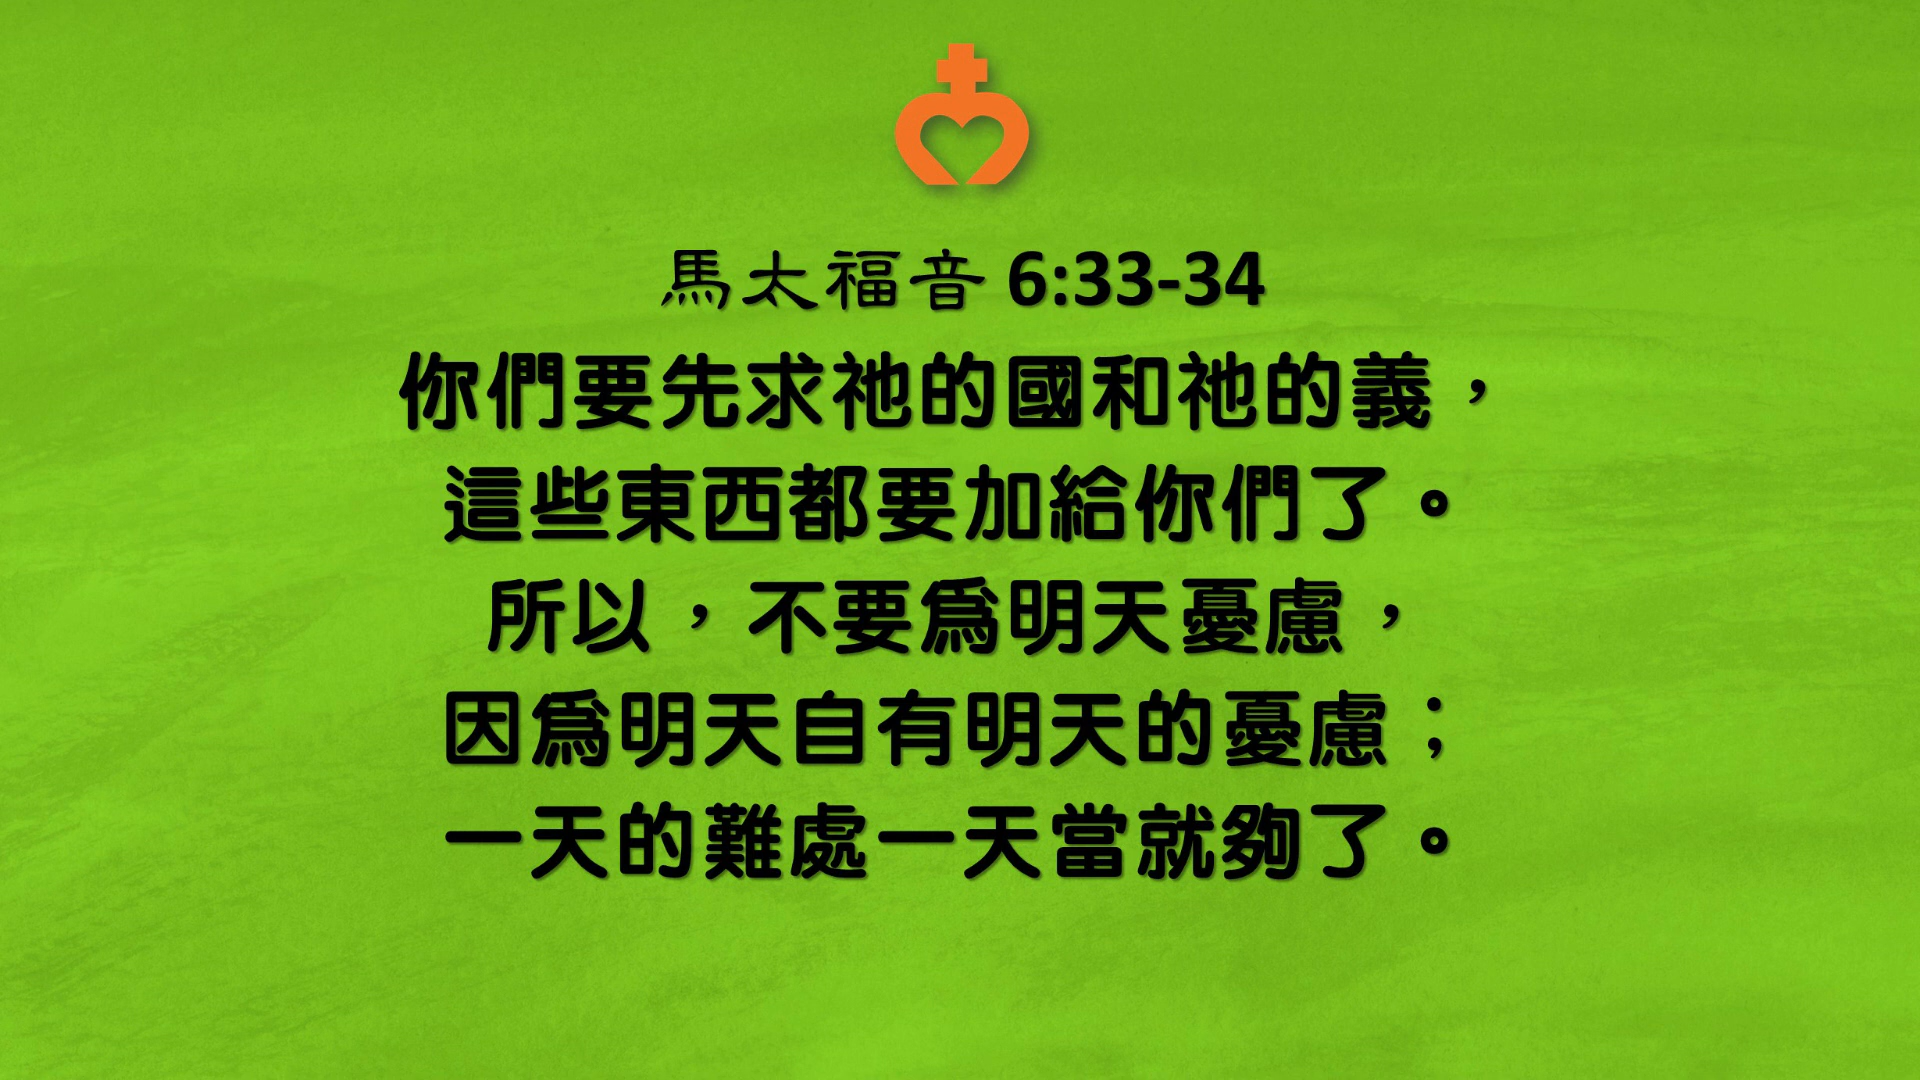 馬太福音 6:33-34
你們要先求祂的國和祂的義，
這些東西都要加給你們了。
所以，不要為明天憂慮，
因為明天自有明天的憂慮；
一天的難處一天當就夠了。